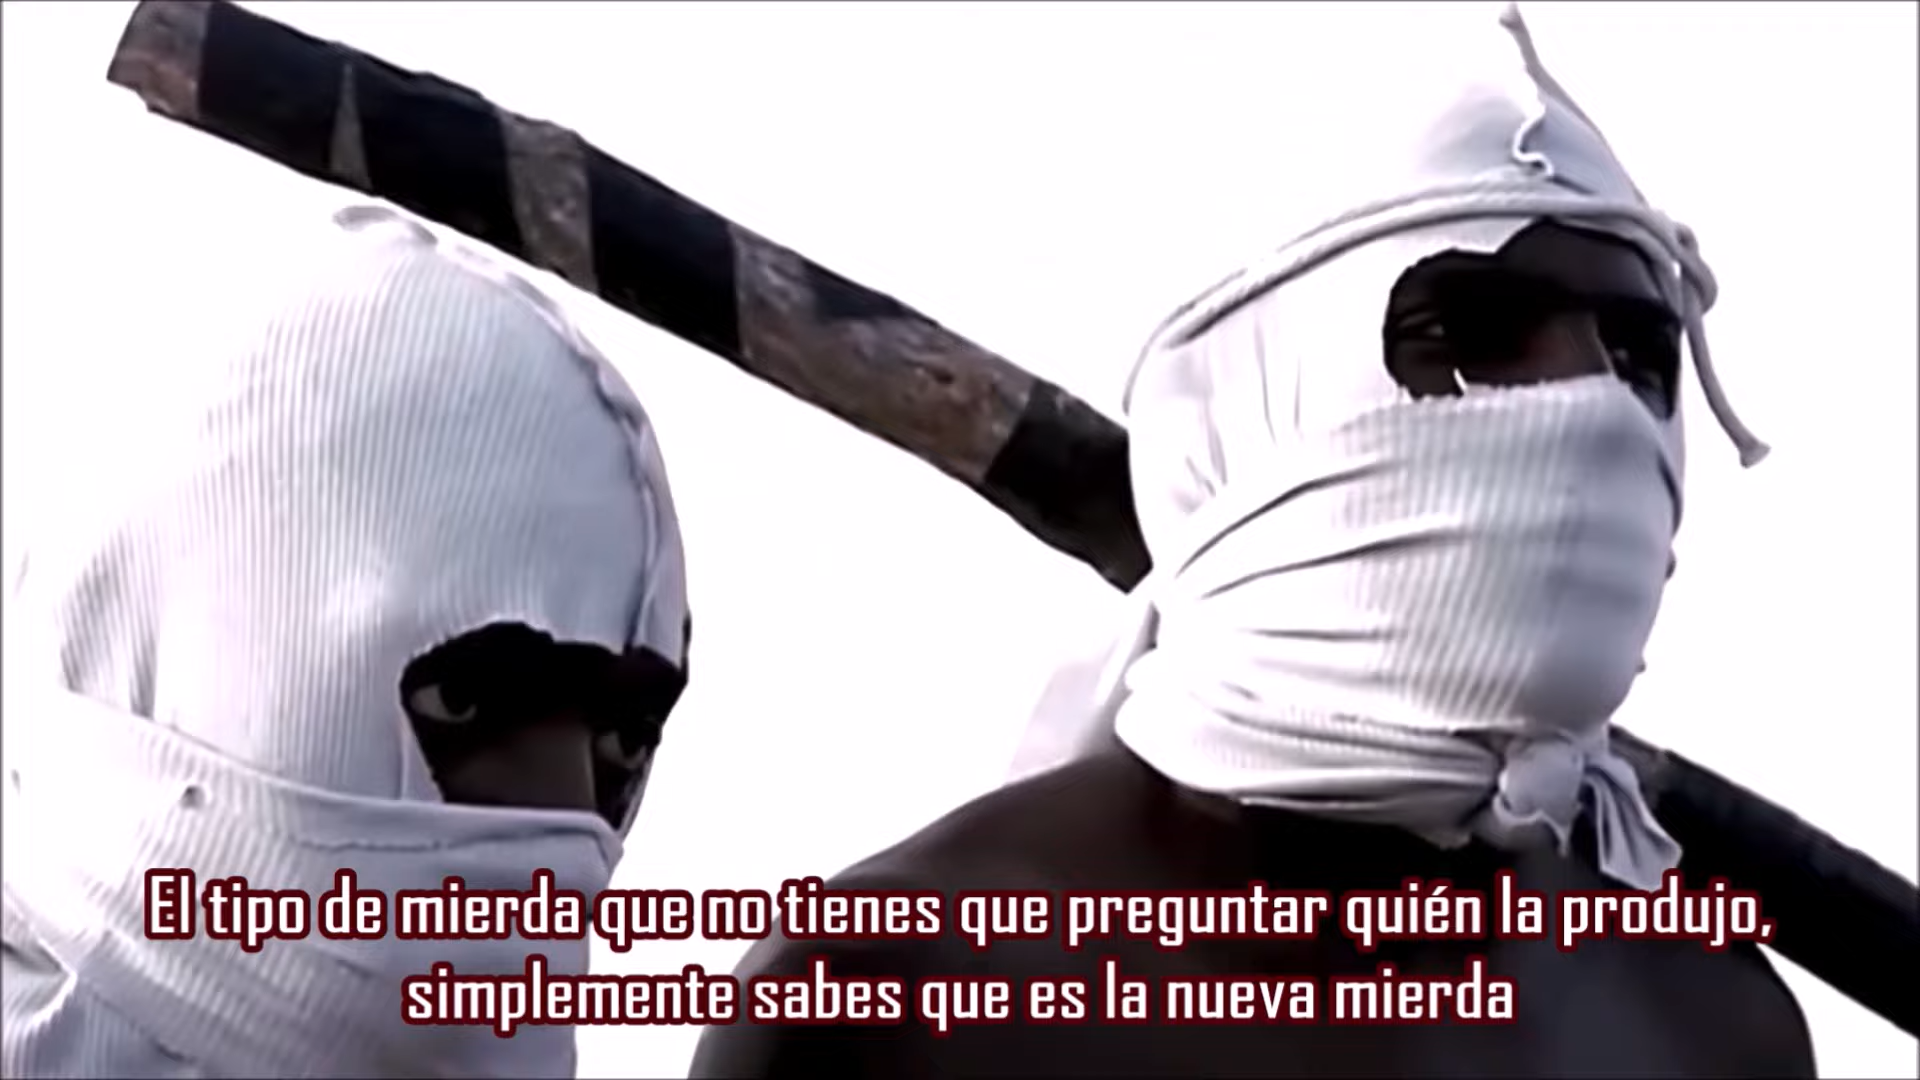 El tipo de mierda que no tienes que preguntar quién la produjo,
simplemente sabes que es la nueva mierda